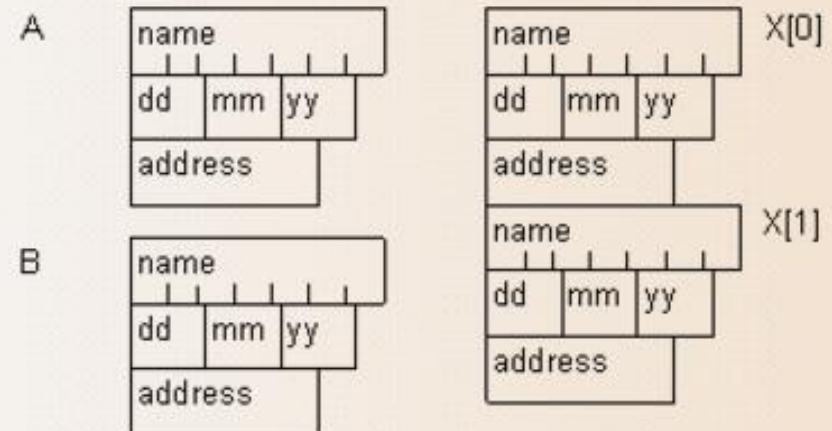 A
name
dd mm yy
address
B
name
dd mm yy
address
name X[0]
dd mm yy
address
name X[1]
dd mm yy
address